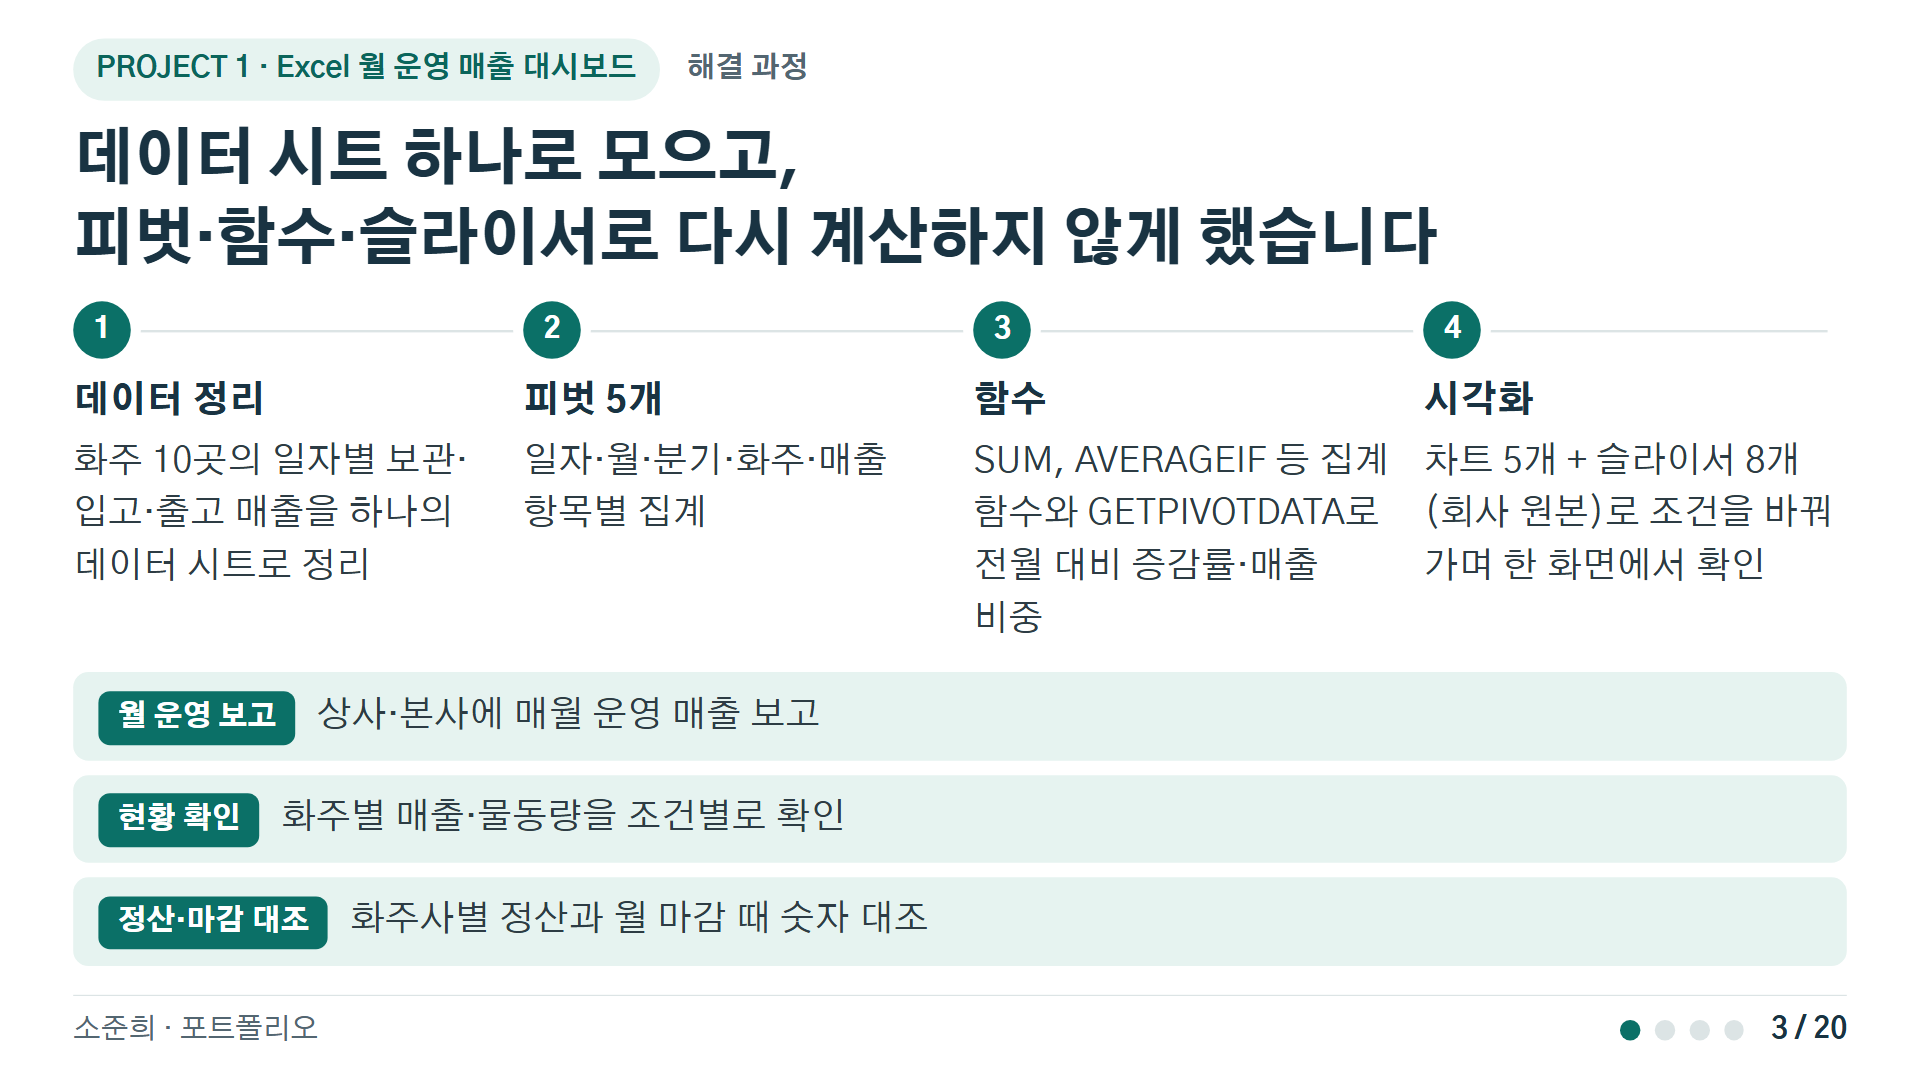 PROJECT 1 · Excel 월 운영 매출 대시보드
해결 과정
데이터 시트 하나로 모으고,
피벗·함수·슬라이서로 다시 계산하지 않게 했습니다
1
데이터 정리
화주 10곳의 일자별 보관·
입고·출고 매출을 하나의
데이터 시트로 정리
2
피벗 5개
일자·월·분기·화주·매출
항목별 집계
3
함수
SUM, AVERAGEIF 등 집계
함수와 GETPIVOTDATA로
전월 대비 증감률·매출
비중
4
시각화
차트 5개 + 슬라이서 8개
(회사 원본)로 조건을 바꿔
가며 한 화면에서 확인
월 운영 보고 상사·본사에 매월 운영 매출 보고
현황 확인 화주별 매출·물동량을 조건별로 확인
정산·마감 대조 화주사별 정산과 월 마감 때 숫자 대조
소준희 · 포트폴리오
3 / 20